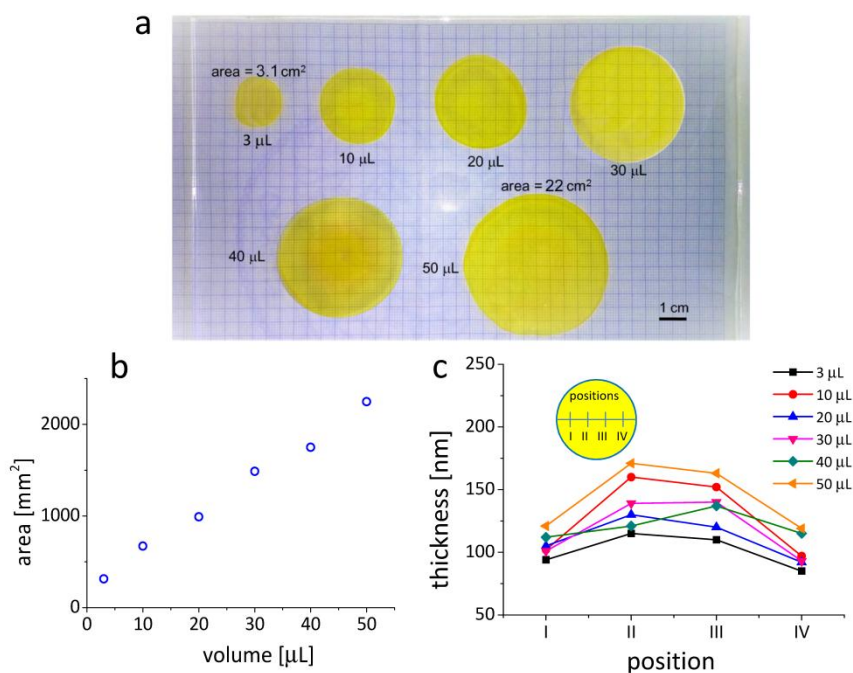 a
area = 3.1 cm²
3 µL
10 µL
20 µL
30 µL
area = 22 cm²
40 µL
50 µL
1 cm
b
area [mm²]
2000
1000
0
0 10 20 30 40 50
volume [µL]
c
thickness [nm]
250
200
150
100
50
positions
I II III IV
3 µL
10 µL
20 µL
30 µL
40 µL
50 µL
I II III IV
position